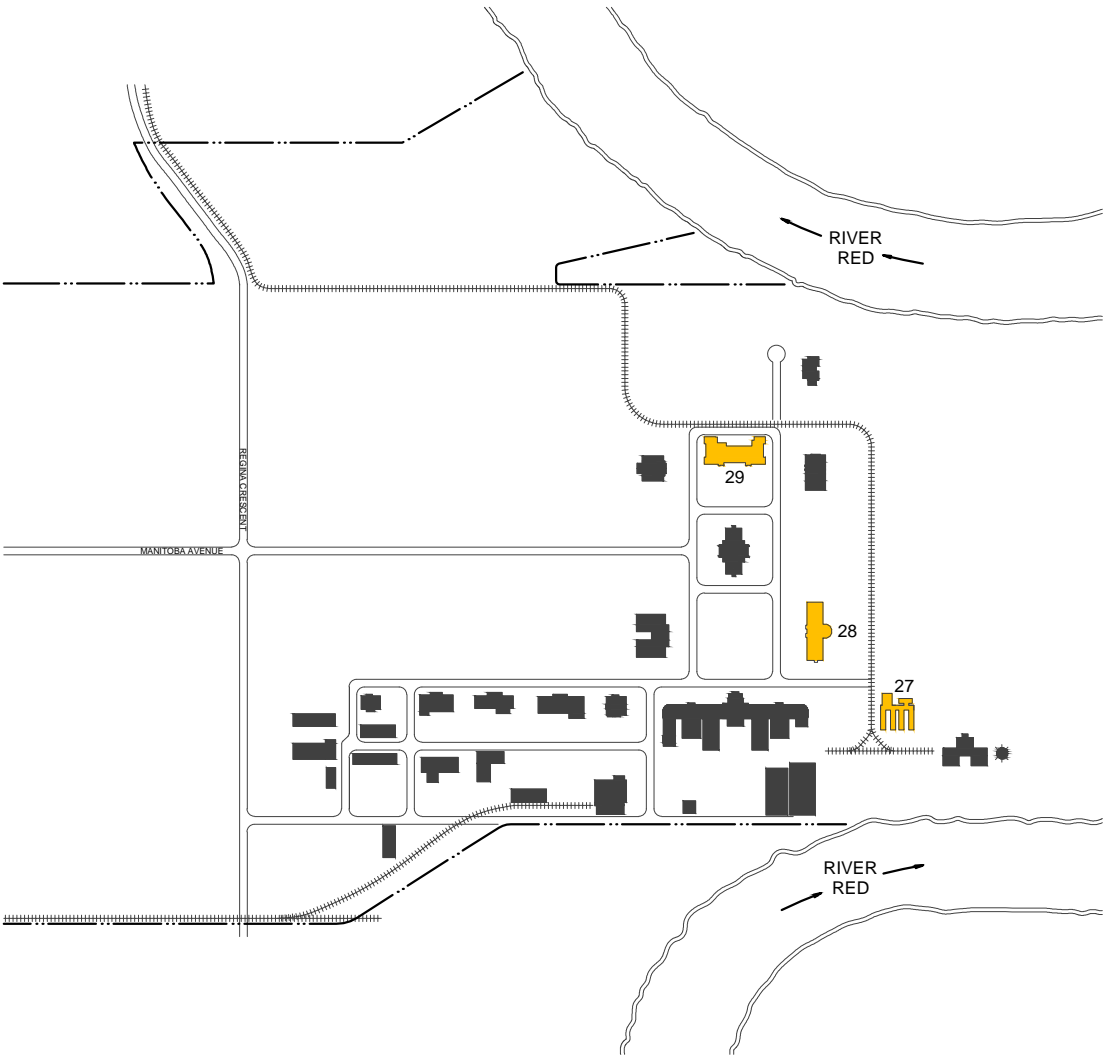 RIVER
RED
29
REGINA CRESCENT
MANITOBA AVENUE
28
27
RIVER
RED